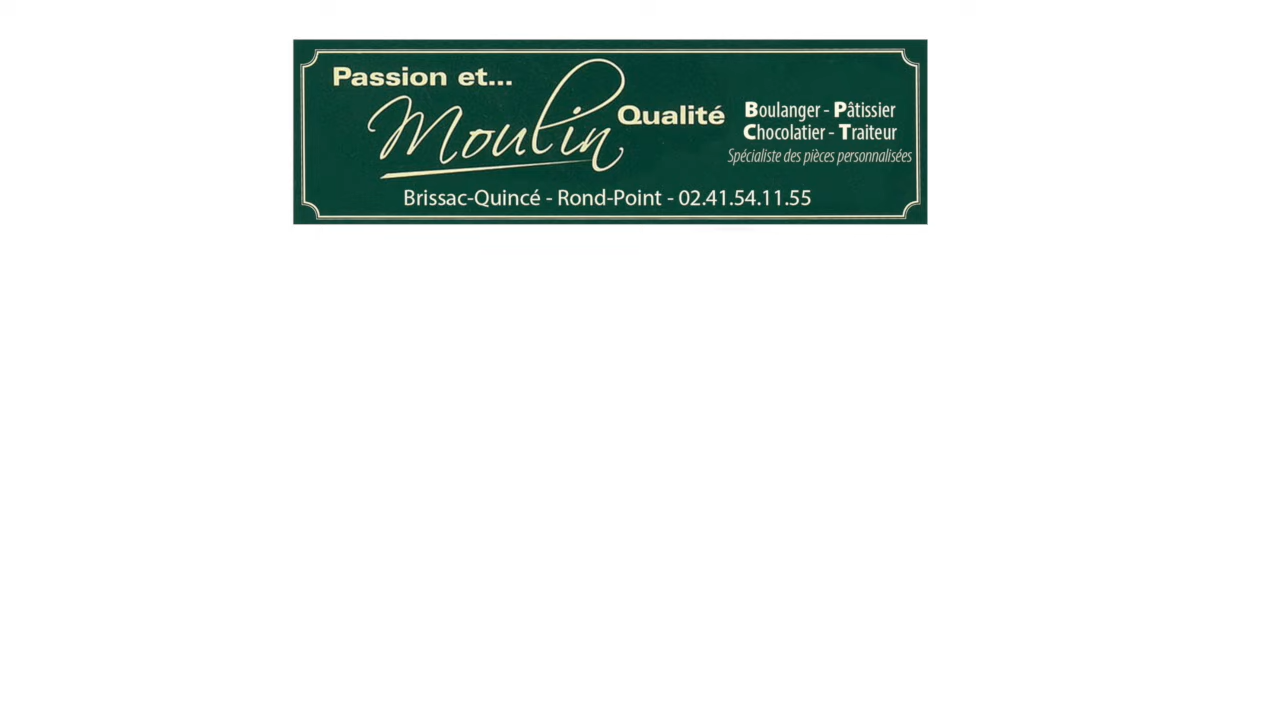 Passion et...
Moulin
Qualité
Boulanger - Pâtissier
Chocolatier - Traiteur
Spécialiste des pièces personnalisées
Brissac-Quincé - Rond-Point - 02.41.54.11.55